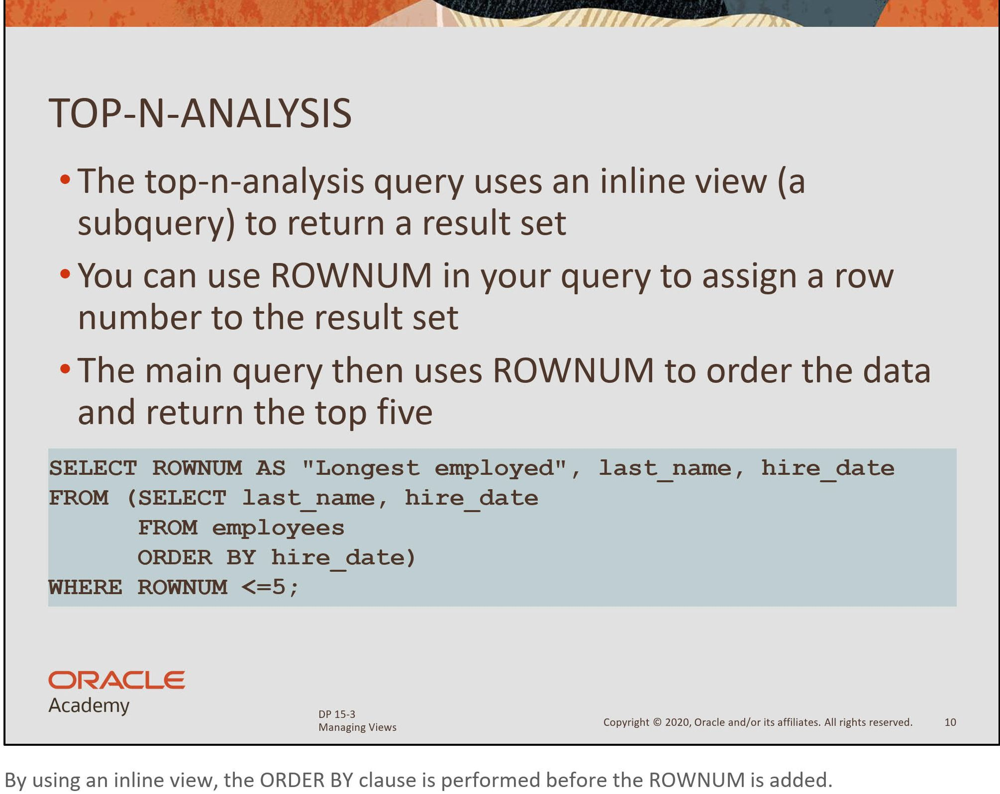 TOP-N-ANALYSIS
• The top-n-analysis query uses an inline view (a
subquery) to return a result set
• You can use ROWNUM in your query to assign a row
number to the result set
• The main query then uses ROWNUM to order the data
and return the top five
SELECT ROWNUM AS "Longest employed", last_name, hire_date
FROM (SELECT last_name, hire_date
      FROM employees
      ORDER BY hire_date)
WHERE ROWNUM <=5;
ORACLE
Academy
DP 15-3
Managing Views
Copyright © 2020, Oracle and/or its affiliates. All rights reserved.
10
By using an inline view, the ORDER BY clause is performed before the ROWNUM is added.